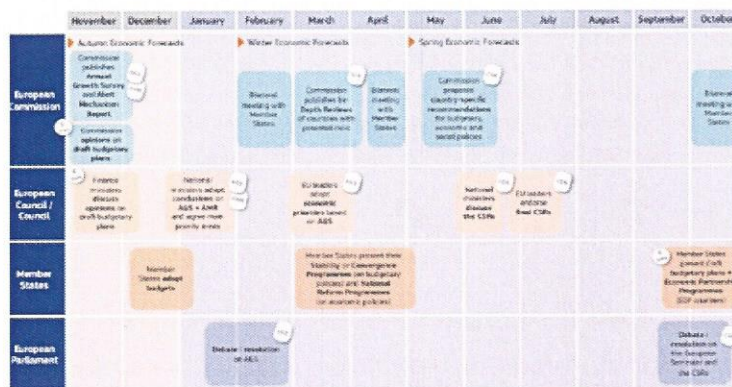 November December January February March April May June July August September October
Autumn Economic Forecasts Winter Economic Forecasts Spring Economic Forecasts
European
Commission
Commission
publishes
Annual
Growth Survey
and Alert
Mechanism
Report
Commission
opinions on
draft budgetary
plans
Bilateral
meeting with
Member
States
Commission
publishes
Depth Reviews
of countries with
potential risks
Bilateral
meeting
with
Member
States
Commission
proposes
country-specific
recommendations
for budgetary,
economic and
social policies
Bilateral
meeting with
Member
States
European
Council /
Council
Finance
ministers
discuss
opinions on
draft budgetary
plans
National
ministers adopt
conclusions on
AGS + AMR
and agree
priority areas
EU leaders
adopt
economic
priorities based
on AGS
National
ministers
discuss
the CSRs
EU leaders
endorse
final CSRs
Member
States
Member
States adopt
budgets
Member States present their
Stability or Convergence
Programmes (on budgetary
policies) and National
Reform Programmes
(on economic policies)
Member States
present draft
budgetary plans +
Economic Partnership
Programmes
(EDP countries)
European
Parliament
Debate / resolution
on AGS
Debate /
resolution on
the European
Semester and
the CSRs